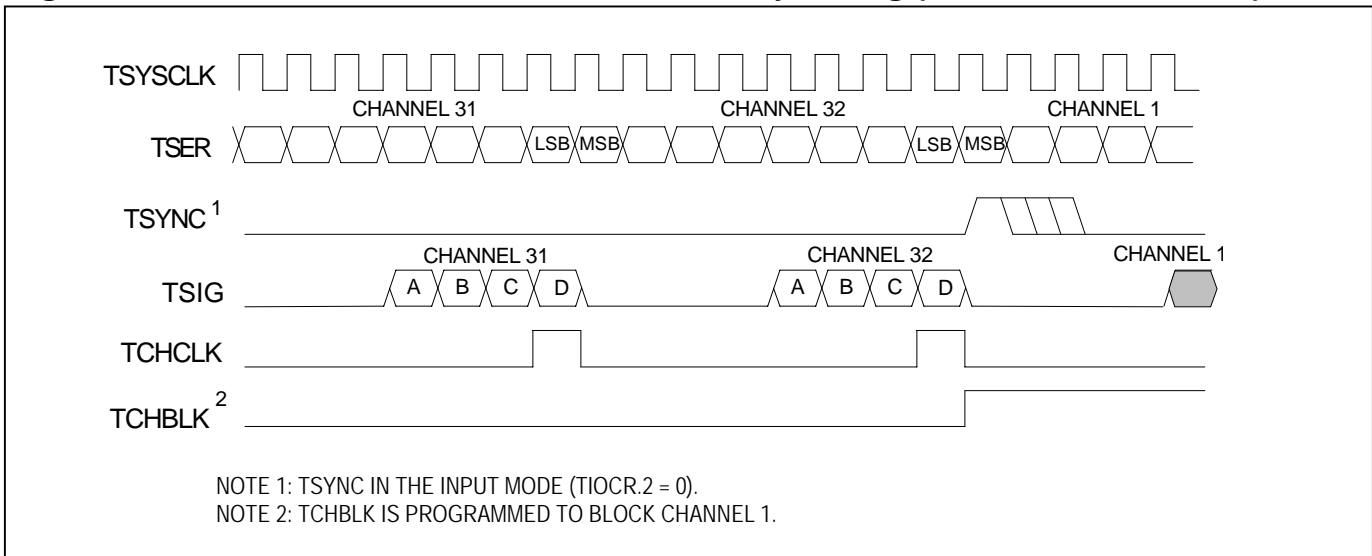 TSYSCLK
CHANNEL 31 CHANNEL 32 CHANNEL 1
TSER LSB MSB LSB MSB
TSYNC 1
CHANNEL 31 CHANNEL 32 CHANNEL 1
TSIG A B C D A B C D
TCHCLK
TCHBLK 2
NOTE 1: TSYNC IN THE INPUT MODE (TIOCR.2 = 0).
NOTE 2: TCHBLK IS PROGRAMMED TO BLOCK CHANNEL 1.